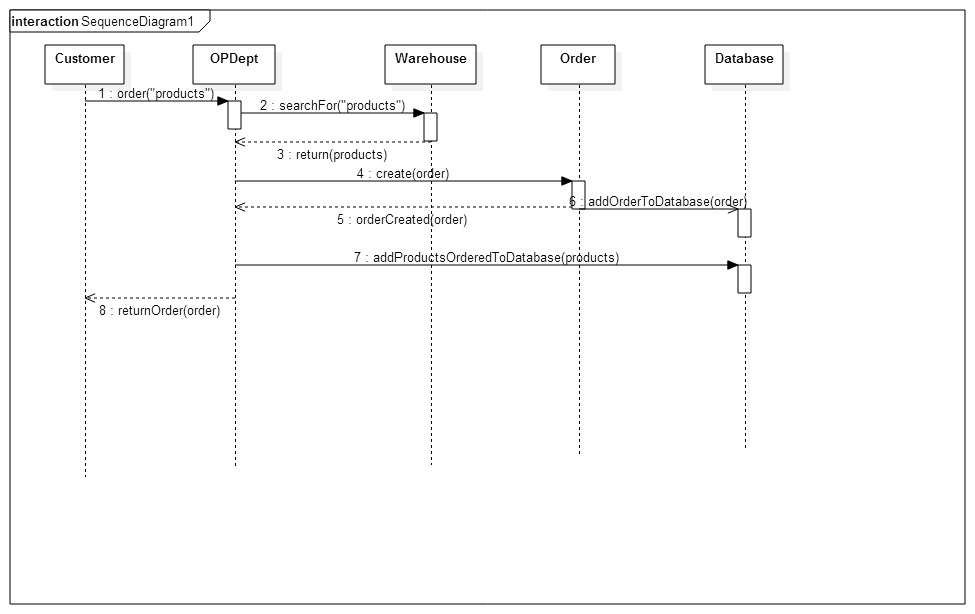 interaction SequenceDiagram1
Customer
OPDept
Warehouse
Order
Database
1 : order("products")
2 : searchFor("products")
3 : return(products)
4 : create(order)
6 : addOrderToDatabase(order)
5 : orderCreated(order)
7 : addProductsOrderedToDatabase(products)
8 : returnOrder(order)